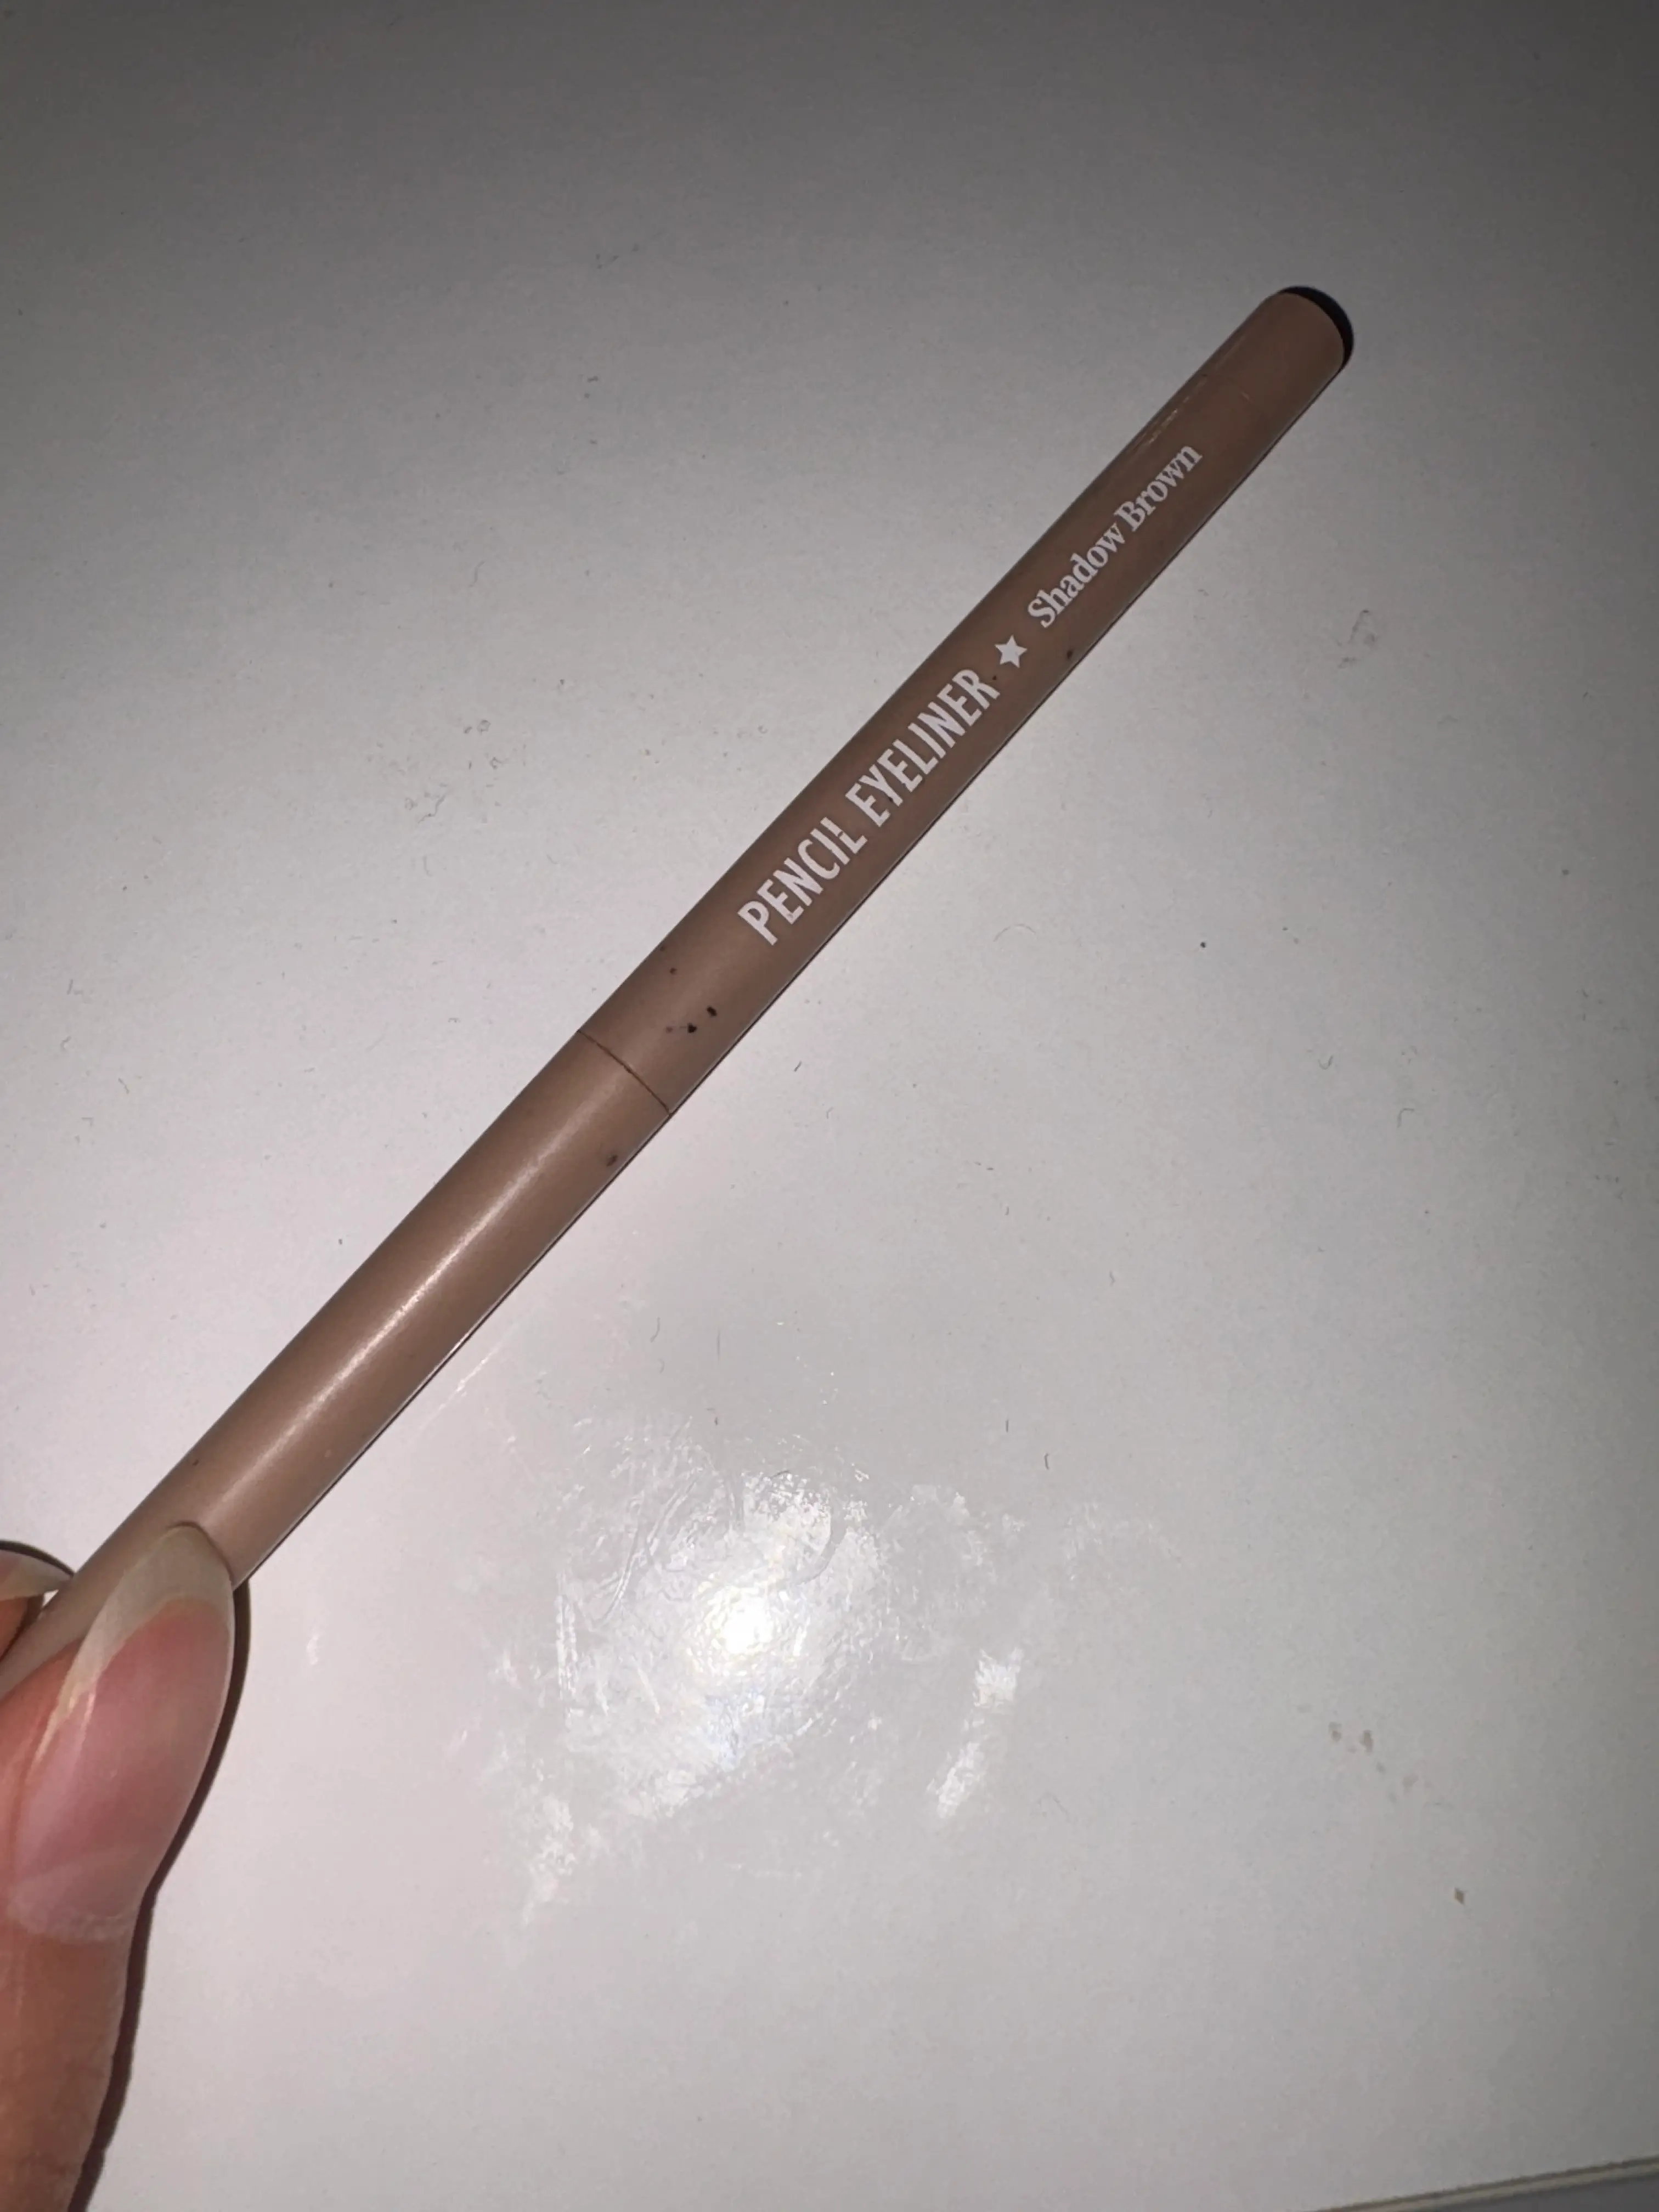 PENCIL EYELINER ★ Shadow Brown